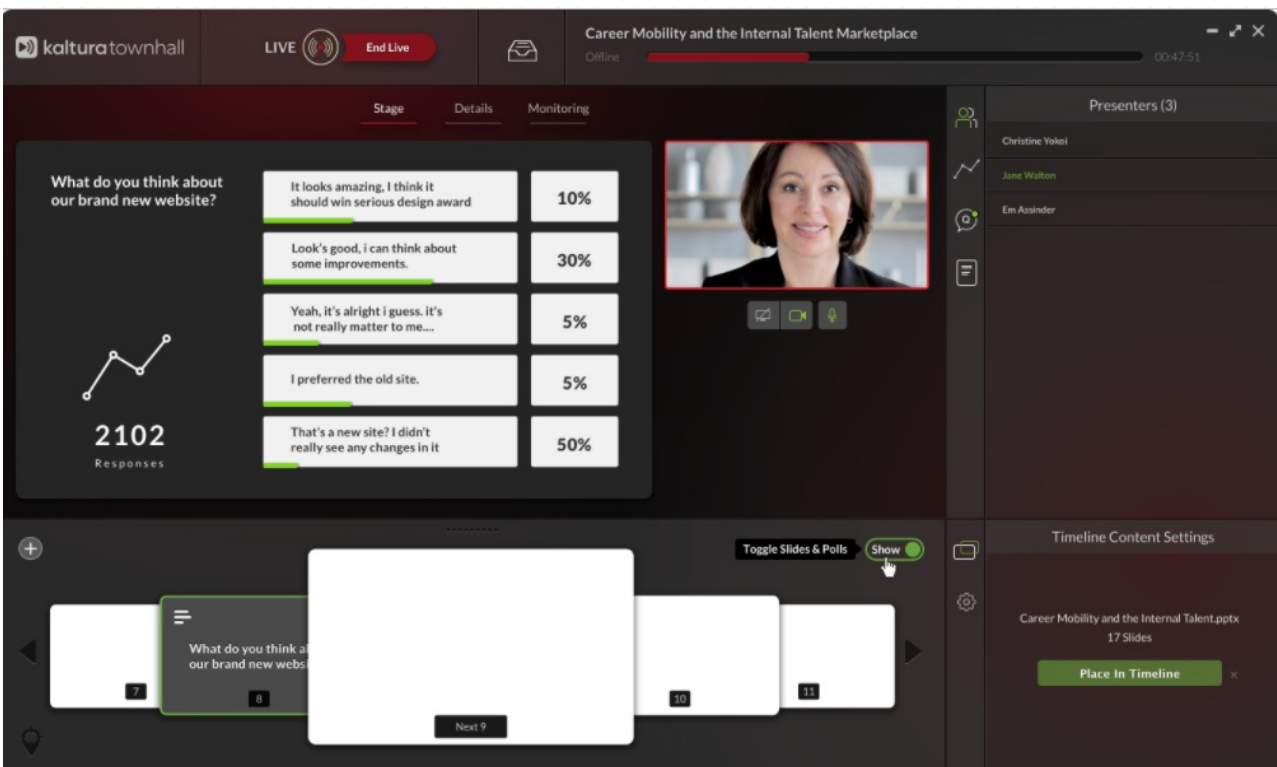 kaltura townhall
LIVE
End Live
Career Mobility and the Internal Talent Marketplace
Offline
00:47:51
Stage
Details
Monitoring
What do you think about
our brand new website?
2102
Responses
It looks amazing, I think it
should win serious design award
10%
Look's good, i can think about
some improvements.
30%
Yeah, it's alright i guess. it's
not really matter to me....
5%
I preferred the old site.
5%
That's a new site? I didn't
really see any changes in it
50%
Presenters (3)
Christine Yokoi
Jane Walton
Em Assinder
Toggle Slides & Polls
Show
7
What do you think a
our brand new websi
8
Next 9
10
11
Timeline Content Settings
Career Mobility and the Internal Talent.pptx
17 Slides
Place In Timeline